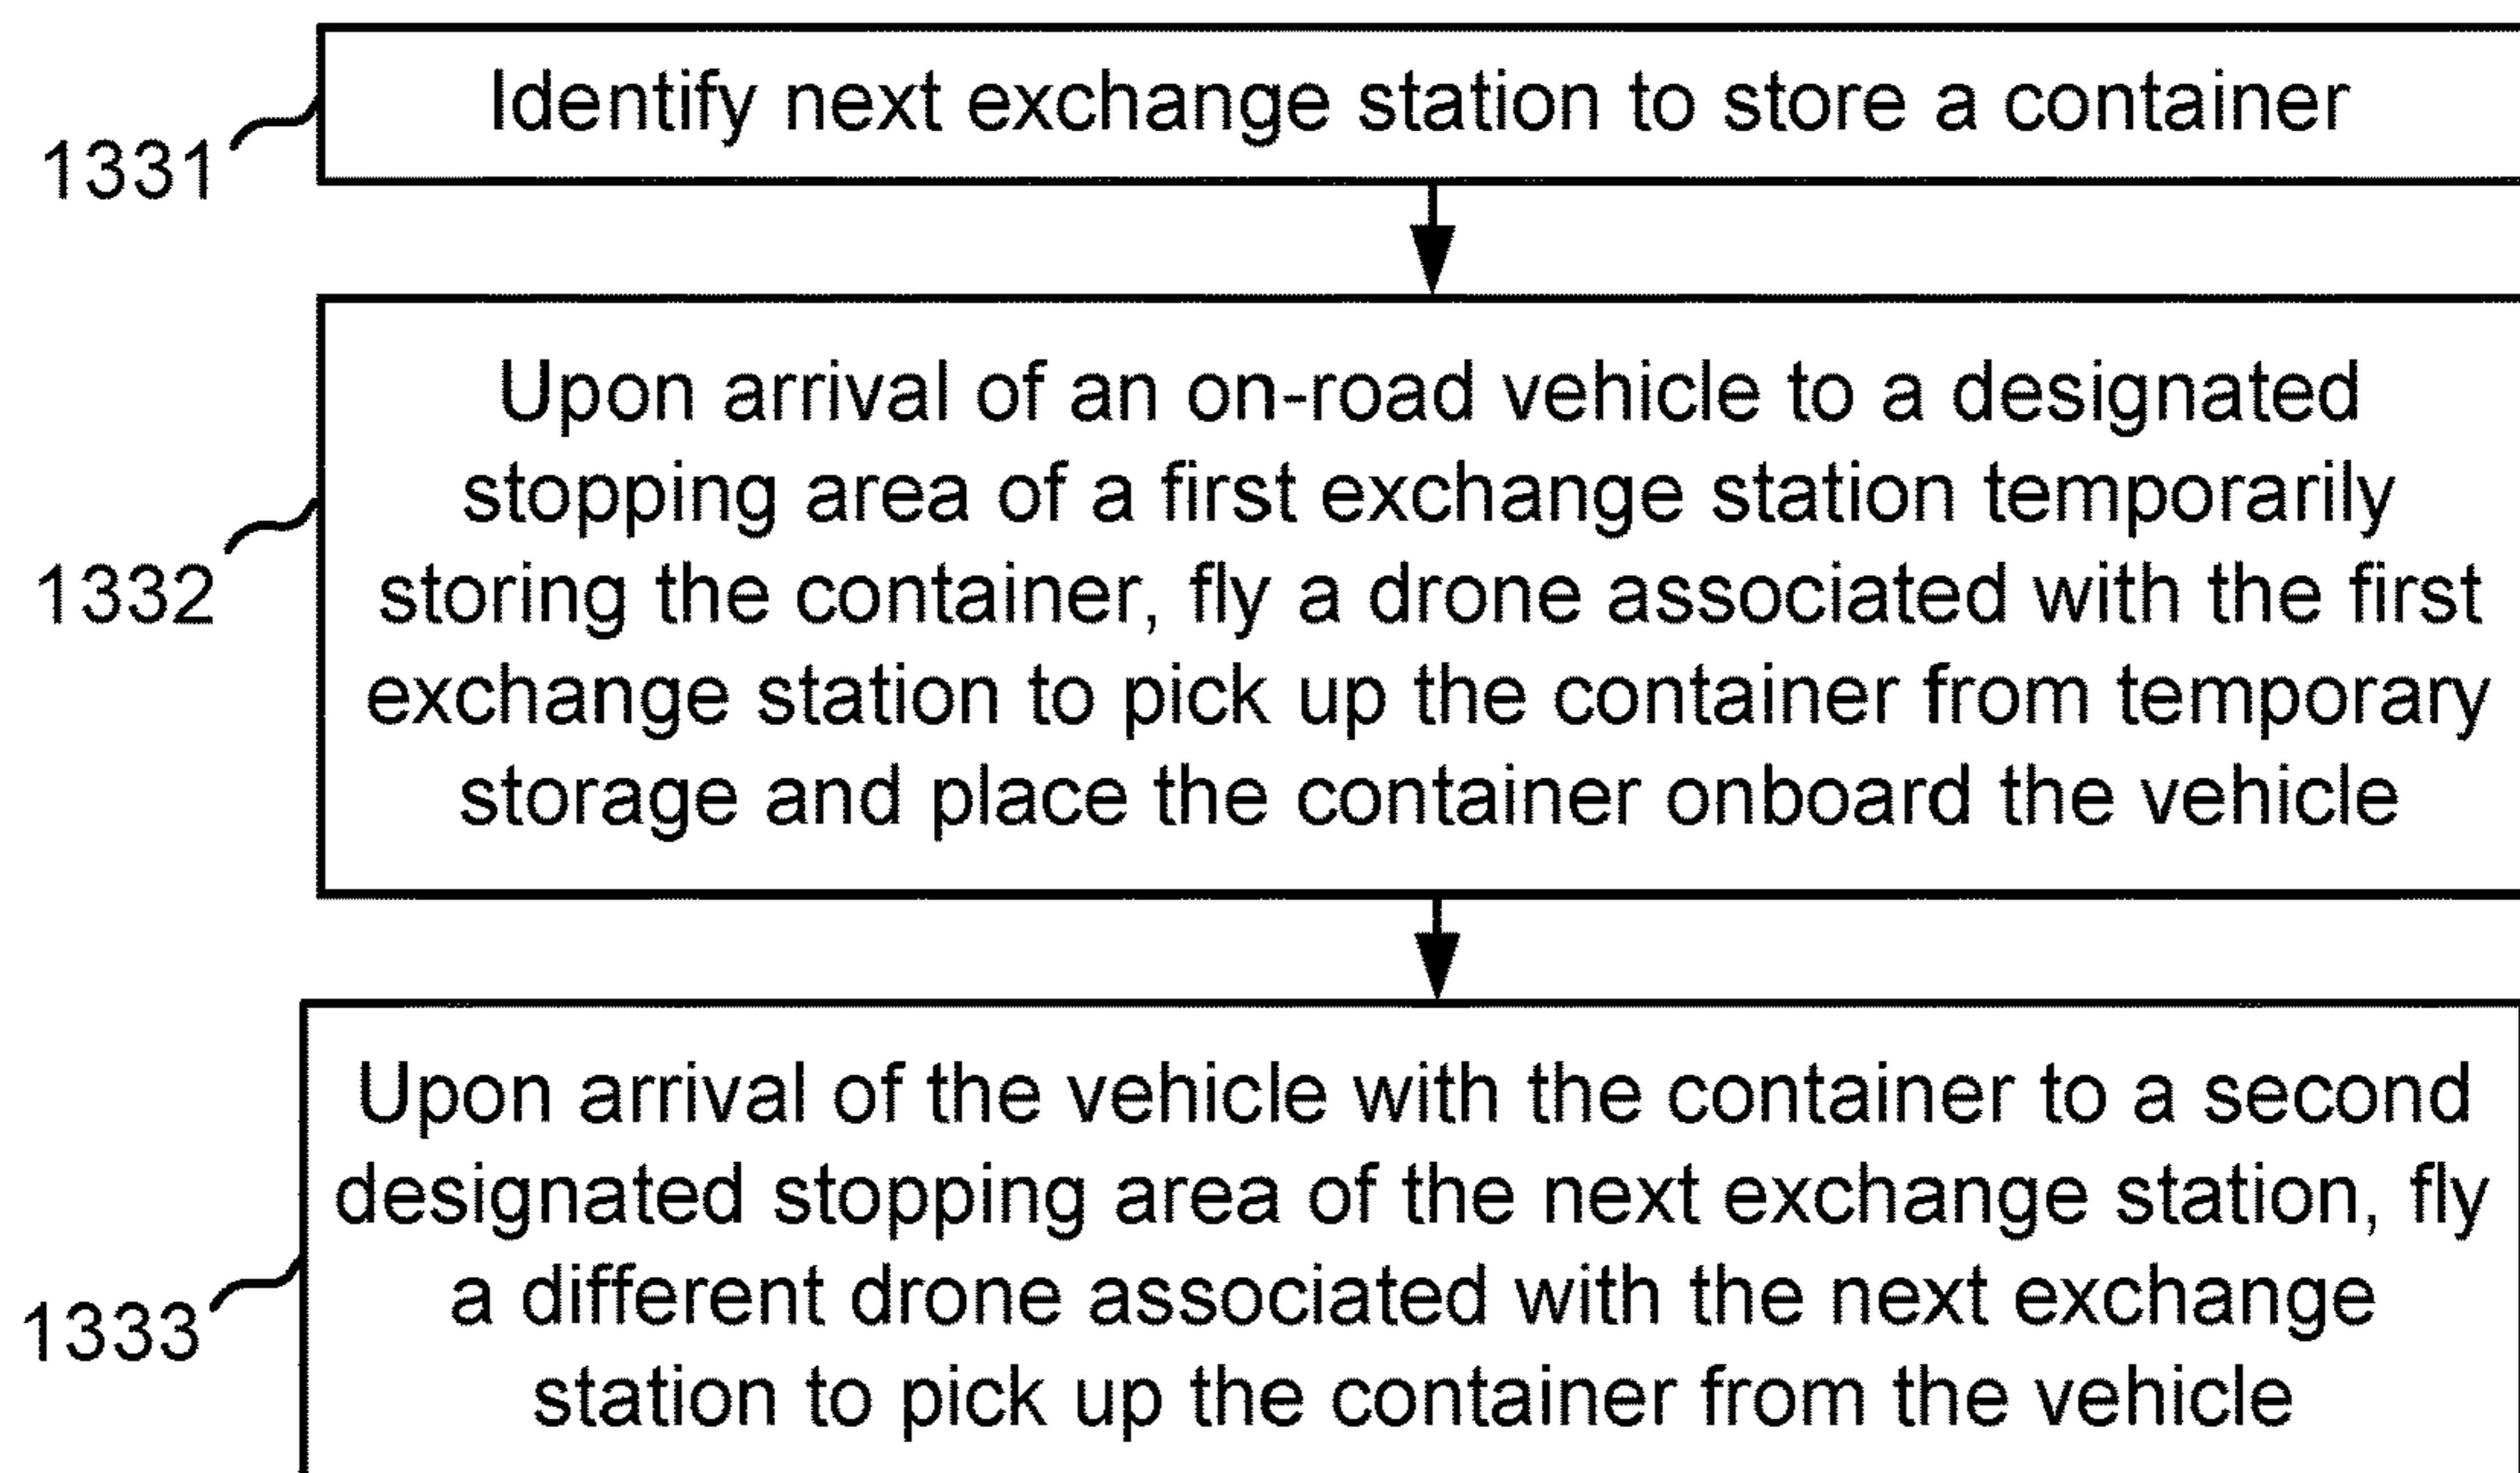 Identify next exchange station to store a container
1331
Upon arrival of an on-road vehicle to a designated
stopping area of a first exchange station temporarily
storing the container, fly a drone associated with the first
exchange station to pick up the container from temporary
storage and place the container onboard the vehicle
1332
Upon arrival of the vehicle with the container to a second
designated stopping area of the next exchange station, fly
a different drone associated with the next exchange
station to pick up the container from the vehicle
1333